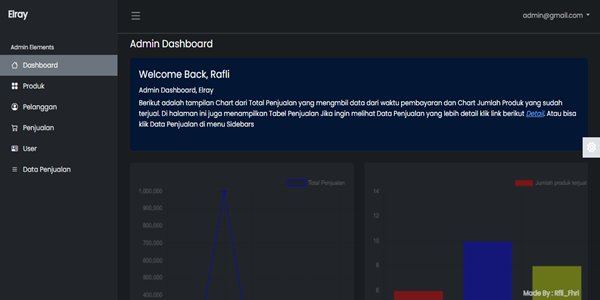 Elray
admin@gmail.com
Admin Elements
Dashboard
Produk
Pelanggan
Penjualan
User
Data Penjualan
Admin Dashboard
Welcome Back, Rafli
Admin Dashboard, Elray
Berikut adalah tampilan Chart dari Total Penjualan yang mengmbil data dari waktu pembayaran dan Chart Jumlah Produk yang sudah
terjual. Di halaman ini juga menampilkan Tabel Penjualan Jika ingin melihat Data Penjualan yang lebih detail klik link berikut Detail. Atau bisa
klik Data Penjualan di menu Sidebars
Total Penjualan
1,000,000
900,000
800,000
700,000
600,000
500,000
400,000
Jumlah produk terjual
14
12
10
8
6
Made By : Rfli_Fhri